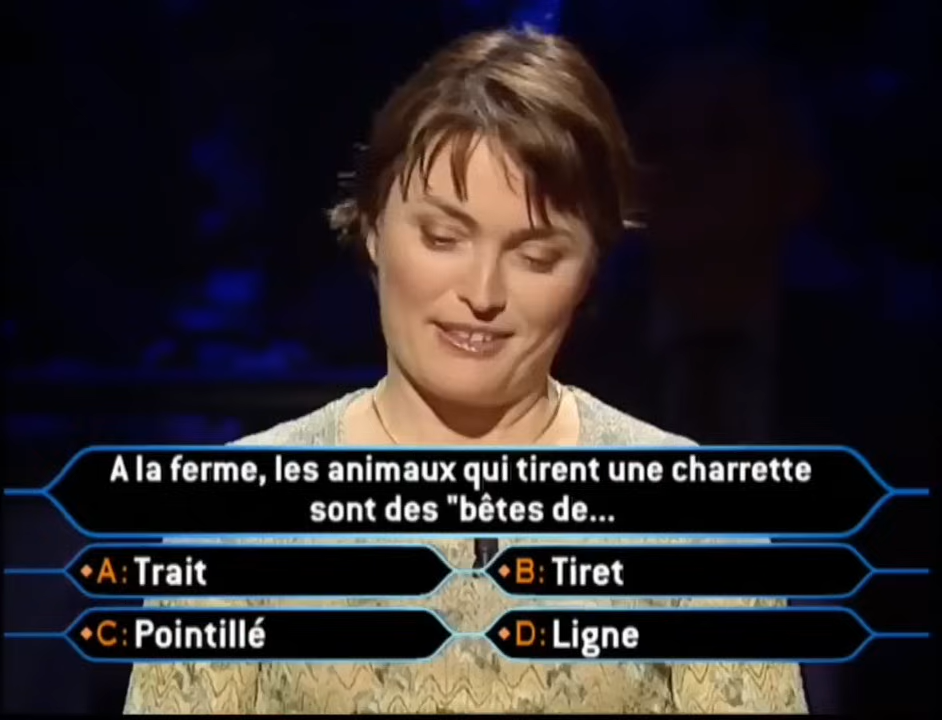 A la ferme, les animaux qui tirent une charrette
sont des "bêtes de...
A: Trait
B: Tiret
C: Pointillé
D: Ligne